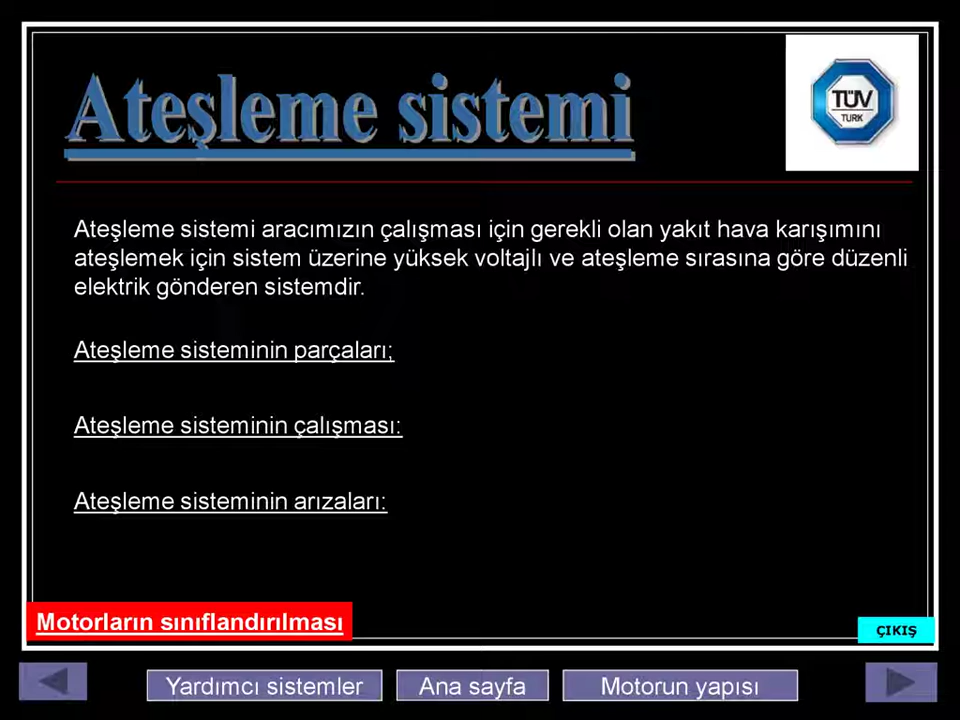 Ateşleme sistemi
TÜV
TURK
Ateşleme sistemi aracımızın çalışması için gerekli olan yakıt hava karışımını
ateşlemek için sistem üzerine yüksek voltajlı ve ateşleme sırasına göre düzenli
elektrik gönderen sistemdir.
Ateşleme sisteminin parçaları;
Ateşleme sisteminin çalışması:
Ateşleme sisteminin arızaları:
Motorların sınıflandırılması
ÇIKIŞ
Yardımcı sistemler
Ana sayfa
Motorun yapısı